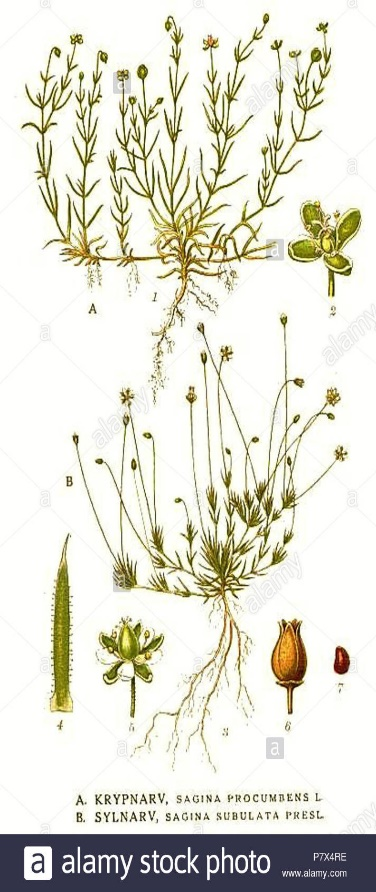 A
1
2
B
3
4
5
6
7
A. KRYPNARV, SAGINA PROCUMBENS L.
B. SYLNARV, SAGINA SUBULATA PRESL.
a alamy stock photo
P7X4RE
www.alamy.com